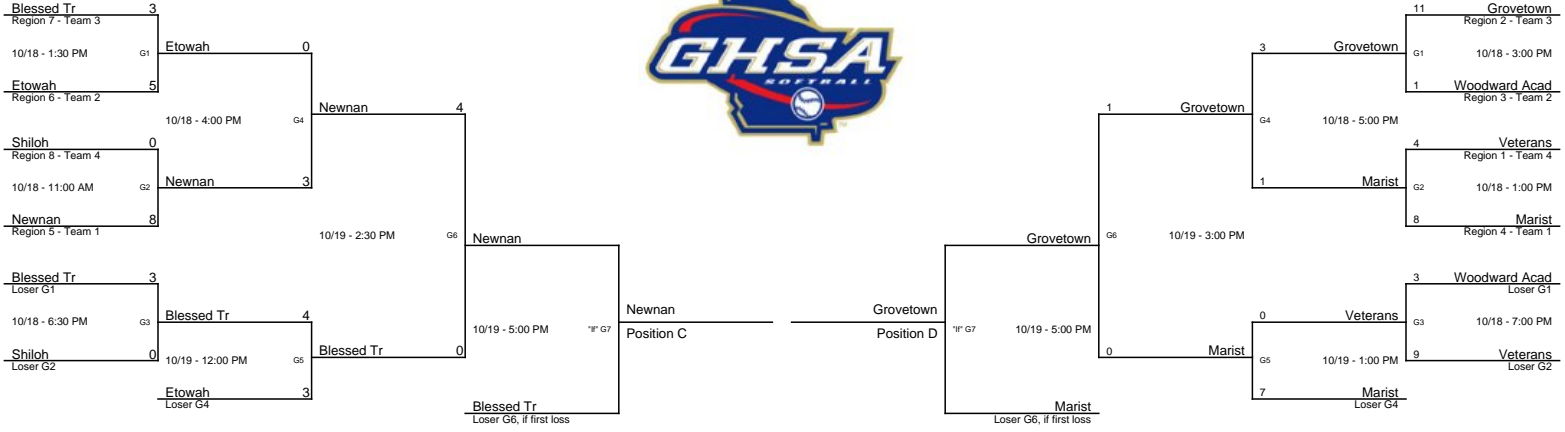 Blessed Tr 3
Region 7 - Team 3
10/18 - 1:30 PM G1
Etowah 5
Region 6 - Team 2
Etowah 0
10/18 - 4:00 PM G4
Shiloh 0
Region 8 - Team 4
10/18 - 11:00 AM G2
Newnan 8
Region 5 - Team 1
Newnan 3
Newnan 4
10/19 - 2:30 PM G6
Blessed Tr 3
Loser G1
10/18 - 6:30 PM G3
Shiloh 0
Loser G2
Blessed Tr 4
10/19 - 12:00 PM G5
Etowah 3
Loser G4
Blessed Tr 0
Newnan
10/19 - 5:00 PM "If" G7
Blessed Tr
Loser G6, if first loss
Newnan
Position C
GHSA
SOFTBALL
TM
Grovetown
Position D
Grovetown
"If" G7 10/19 - 5:00 PM
Marist
Loser G6, if first loss
1 Grovetown
G6 10/19 - 3:00 PM
0 Marist
3 Grovetown
G4 10/18 - 5:00 PM
1 Marist
11 Grovetown
Region 2 - Team 3
G1 10/18 - 3:00 PM
1 Woodward Acad
Region 3 - Team 2
4 Veterans
Region 1 - Team 4
G2 10/18 - 1:00 PM
8 Marist
Region 4 - Team 1
3 Woodward Acad
Loser G1
G3 10/18 - 7:00 PM
9 Veterans
Loser G2
0 Veterans
G5 10/19 - 1:00 PM
7 Marist
Loser G4